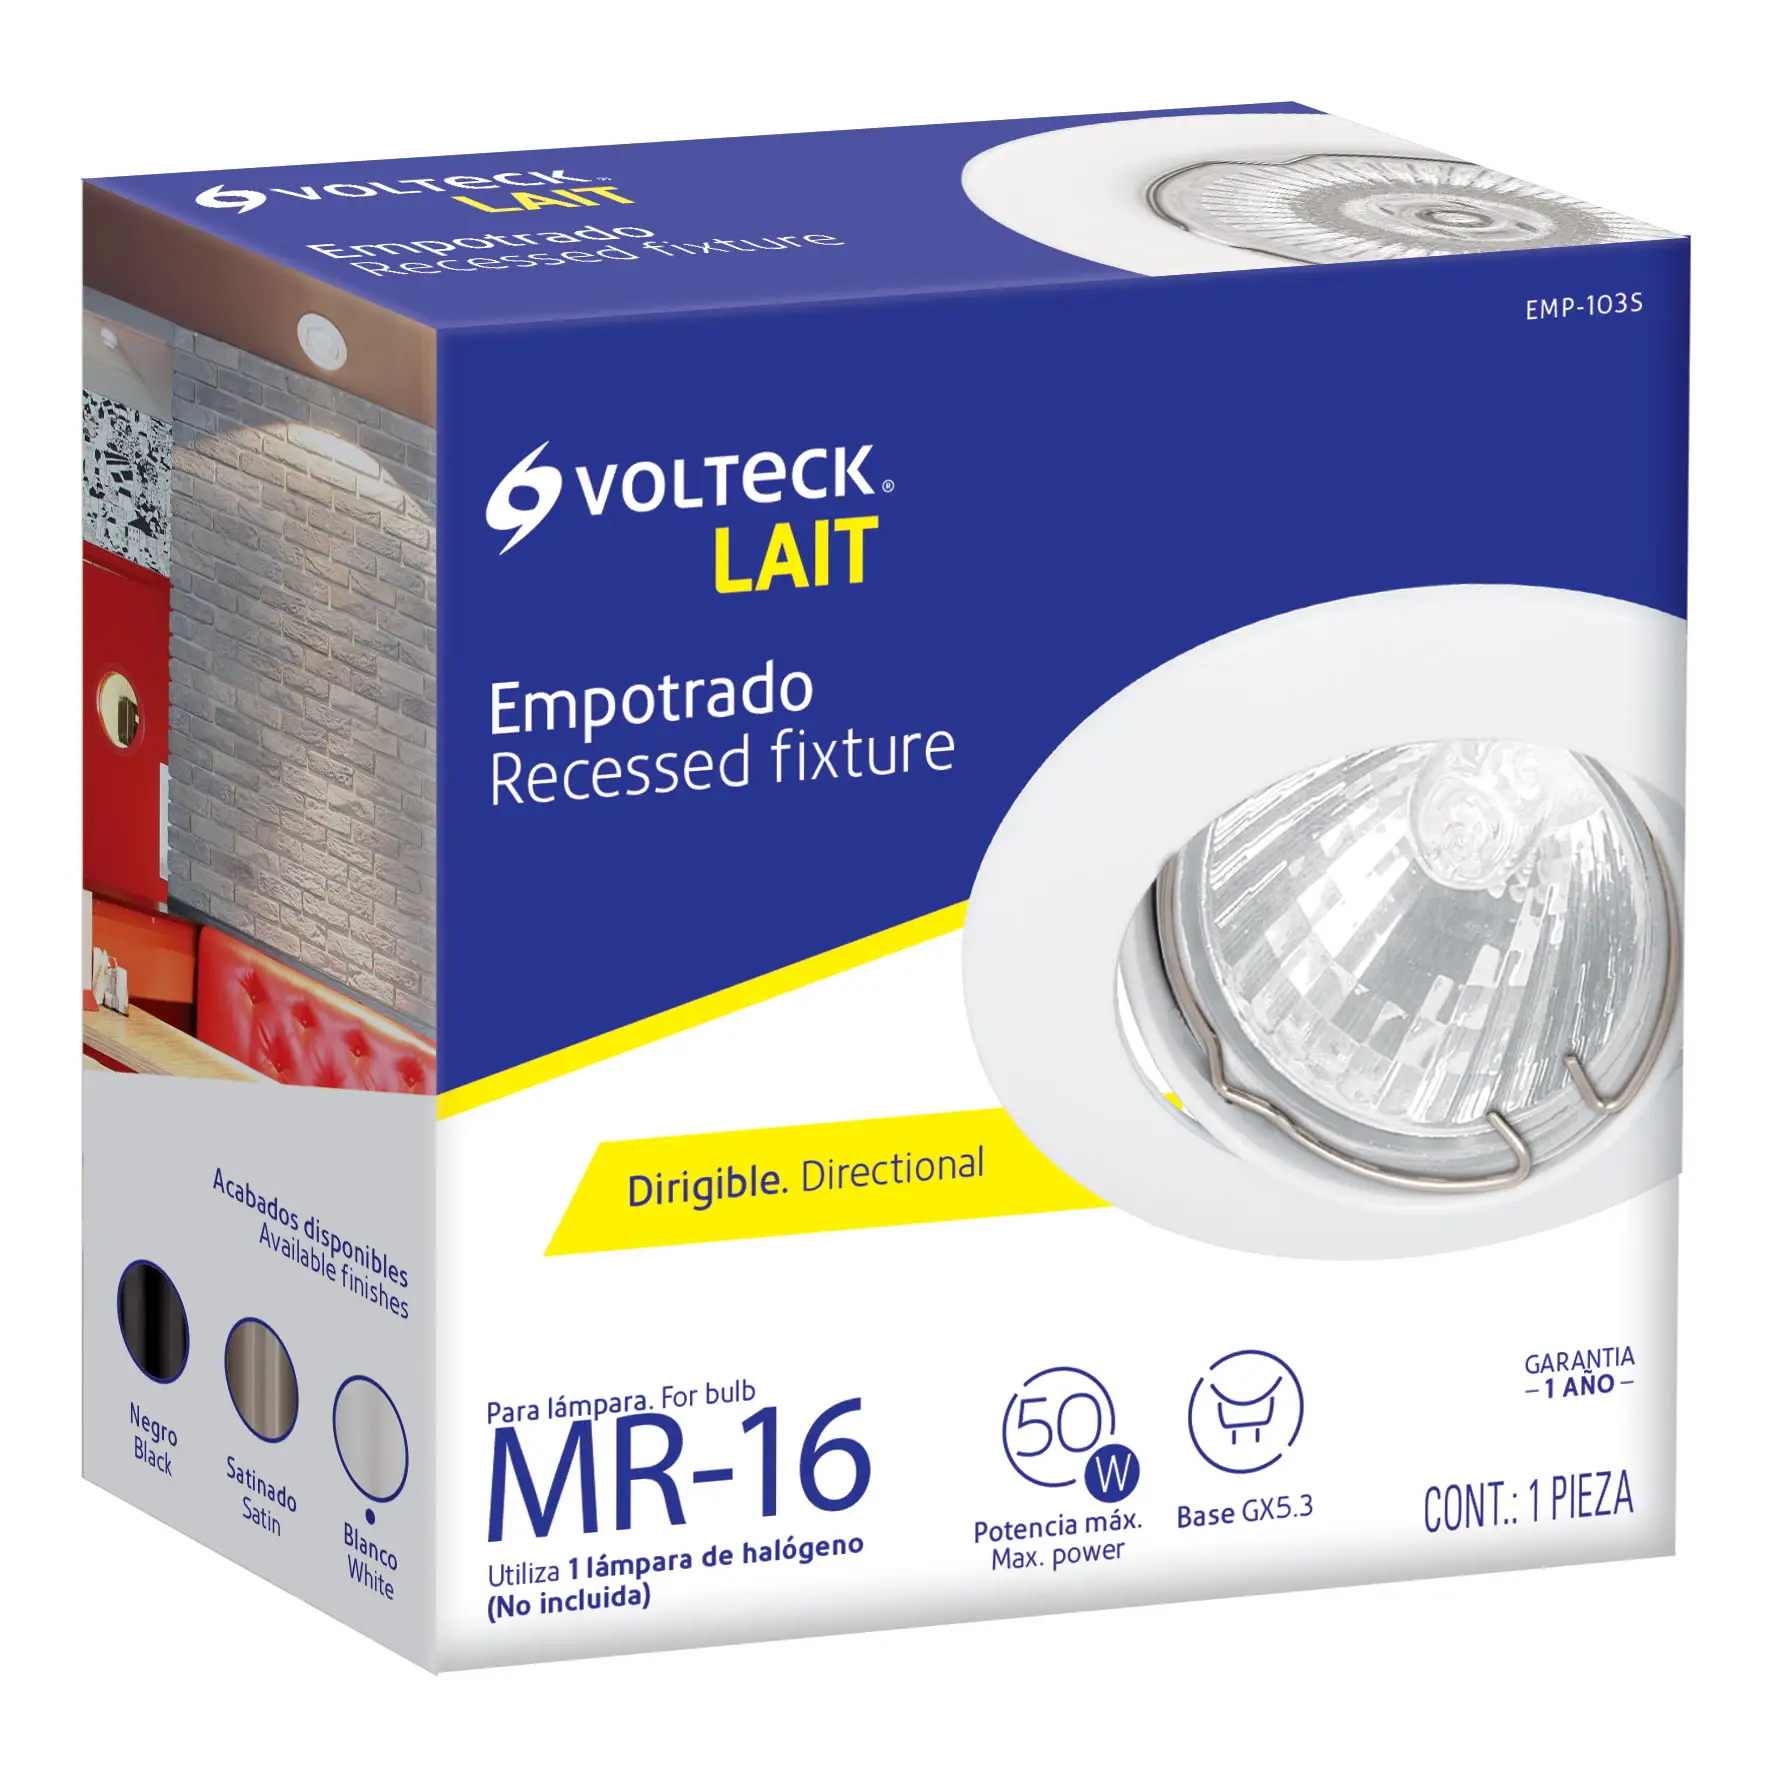 VOLTECK
LAIT
Empotrado
Recessed fixture
EMP-103S
VOLTECK®
LAIT
Empotrado
Recessed fixture
Dirigible. Directional
Acabados disponibles
Available finishes
Negro
Black
Satinado
Satin
Blanco
White
Para lámpara. For bulb
MR-16
Utiliza 1 lámpara de halógeno
(No incluida)
50
W
Potencia máx.
Max. power
Base GX5.3
GARANTIA
– 1 AÑO –
CONT.: 1 PIEZA